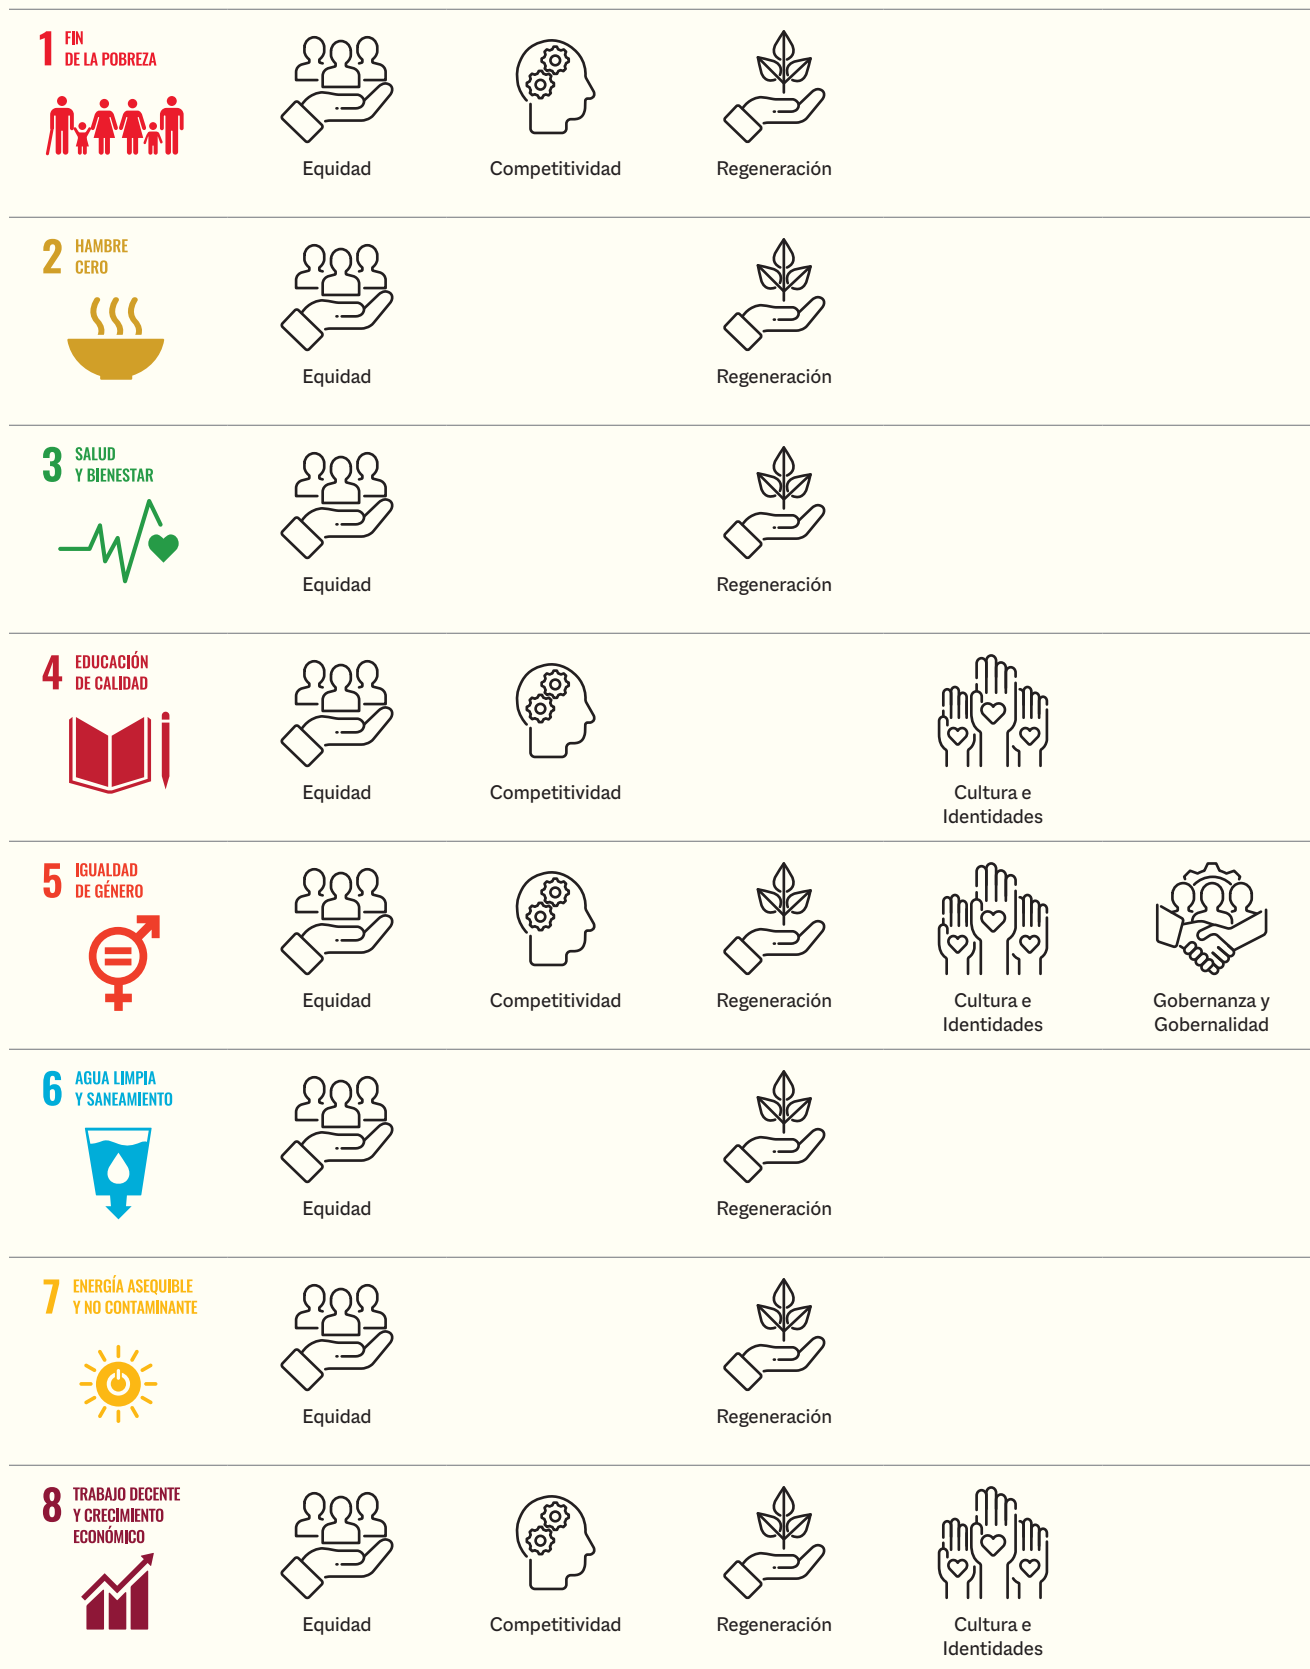 1 FIN
DE LA POBREZA
Equidad
Competitividad
Regeneración
2 HAMBRE
CERO
Equidad
Regeneración
3 SALUD
Y BIENESTAR
Equidad
Regeneración
4 EDUCACIÓN
DE CALIDAD
Equidad
Competitividad
Cultura e
Identidades
5 IGUALDAD
DE GÉNERO
Equidad
Competitividad
Regeneración
Cultura e
Identidades
Gobernanza y
Gobernalidad
6 AGUA LIMPIA
Y SANEAMIENTO
Equidad
Regeneración
7 ENERGÍA ASEQUIBLE
Y NO CONTAMINANTE
Equidad
Regeneración
8 TRABAJO DECENTE
Y CRECIMIENTO
ECONÓMICO
Equidad
Competitividad
Regeneración
Cultura e
Identidades